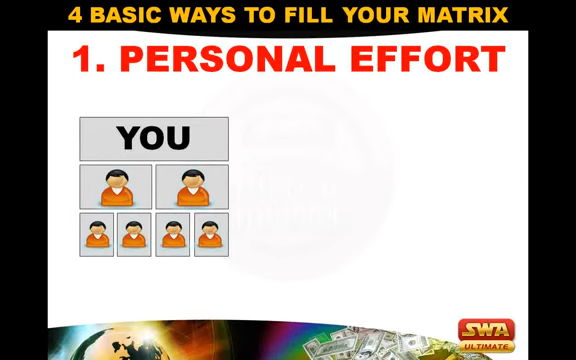 4 BASIC WAYS TO FILL YOUR MATRIX
1. PERSONAL EFFORT
YOU
SWA
ULTIMATE